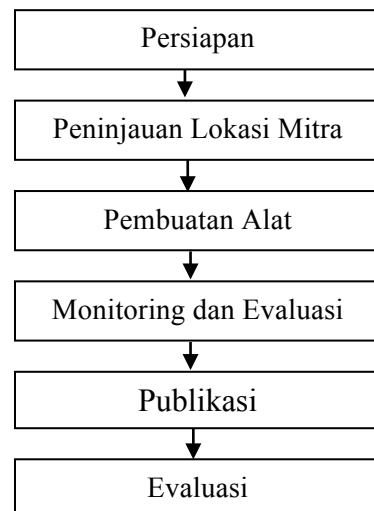 Persiapan
Peninjauan Lokasi Mitra
Pembuatan Alat
Monitoring dan Evaluasi
Publikasi
Evaluasi